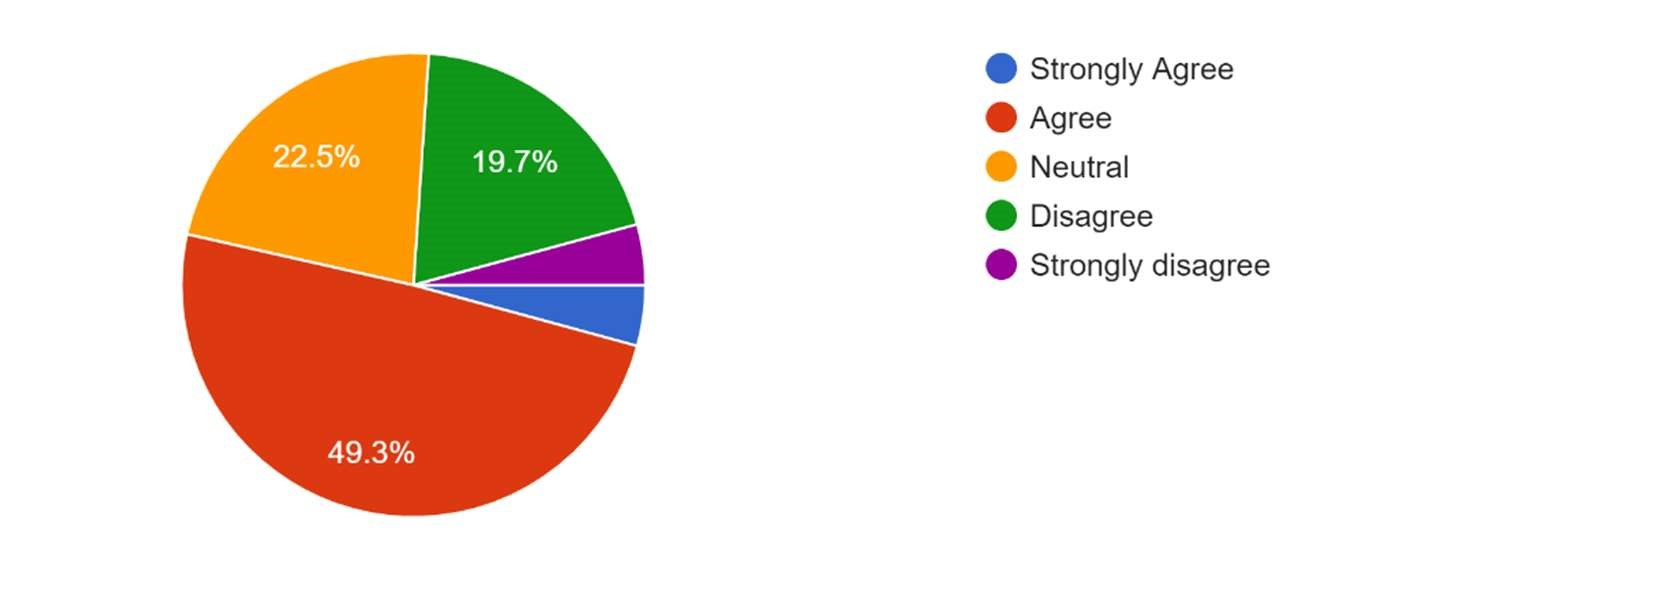 22.5%
19.7%
49.3%
Strongly Agree
Agree
Neutral
Disagree
Strongly disagree